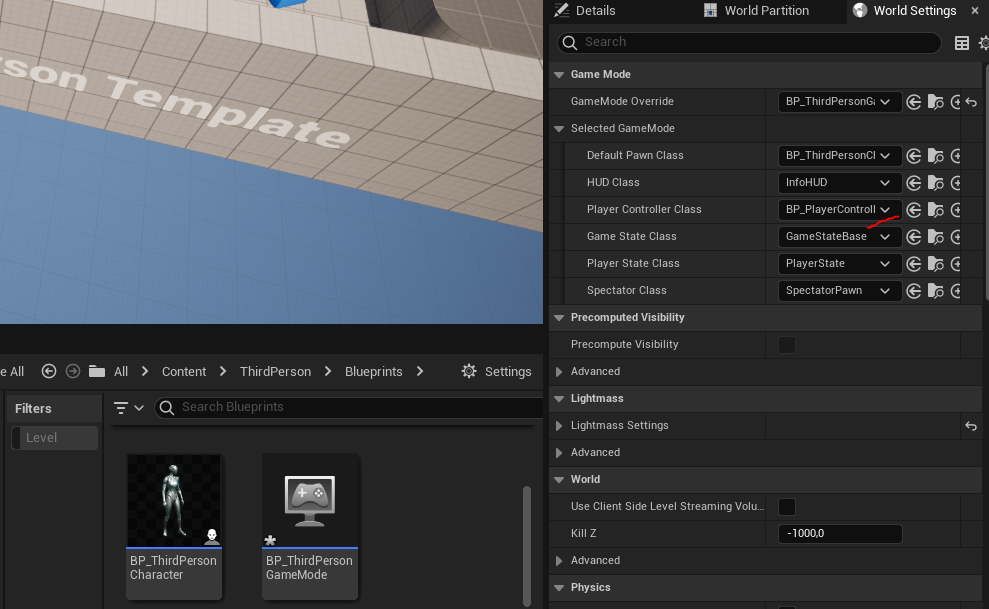 Details
World Partition
World Settings
Search
Game Mode
GameMode Override
BP_ThirdPersonGa
Selected GameMode
Default Pawn Class
BP_ThirdPersonCl
HUD Class
InfoHUD
Player Controller Class
BP_PlayerControll
Game State Class
GameStateBase
Player State Class
PlayerState
Spectator Class
SpectatorPawn
Precomputed Visibility
Precompute Visibility
Advanced
Lightmass
Lightmass Settings
Advanced
World
Use Client Side Level Streaming Volu...
Kill Z
-1000,0
Advanced
Physics
son Template
e All
All
Content
ThirdPerson
Blueprints
Settings
Filters
Level
Search Blueprints
BP_ThirdPerson
Character
BP_ThirdPerson
GameMode